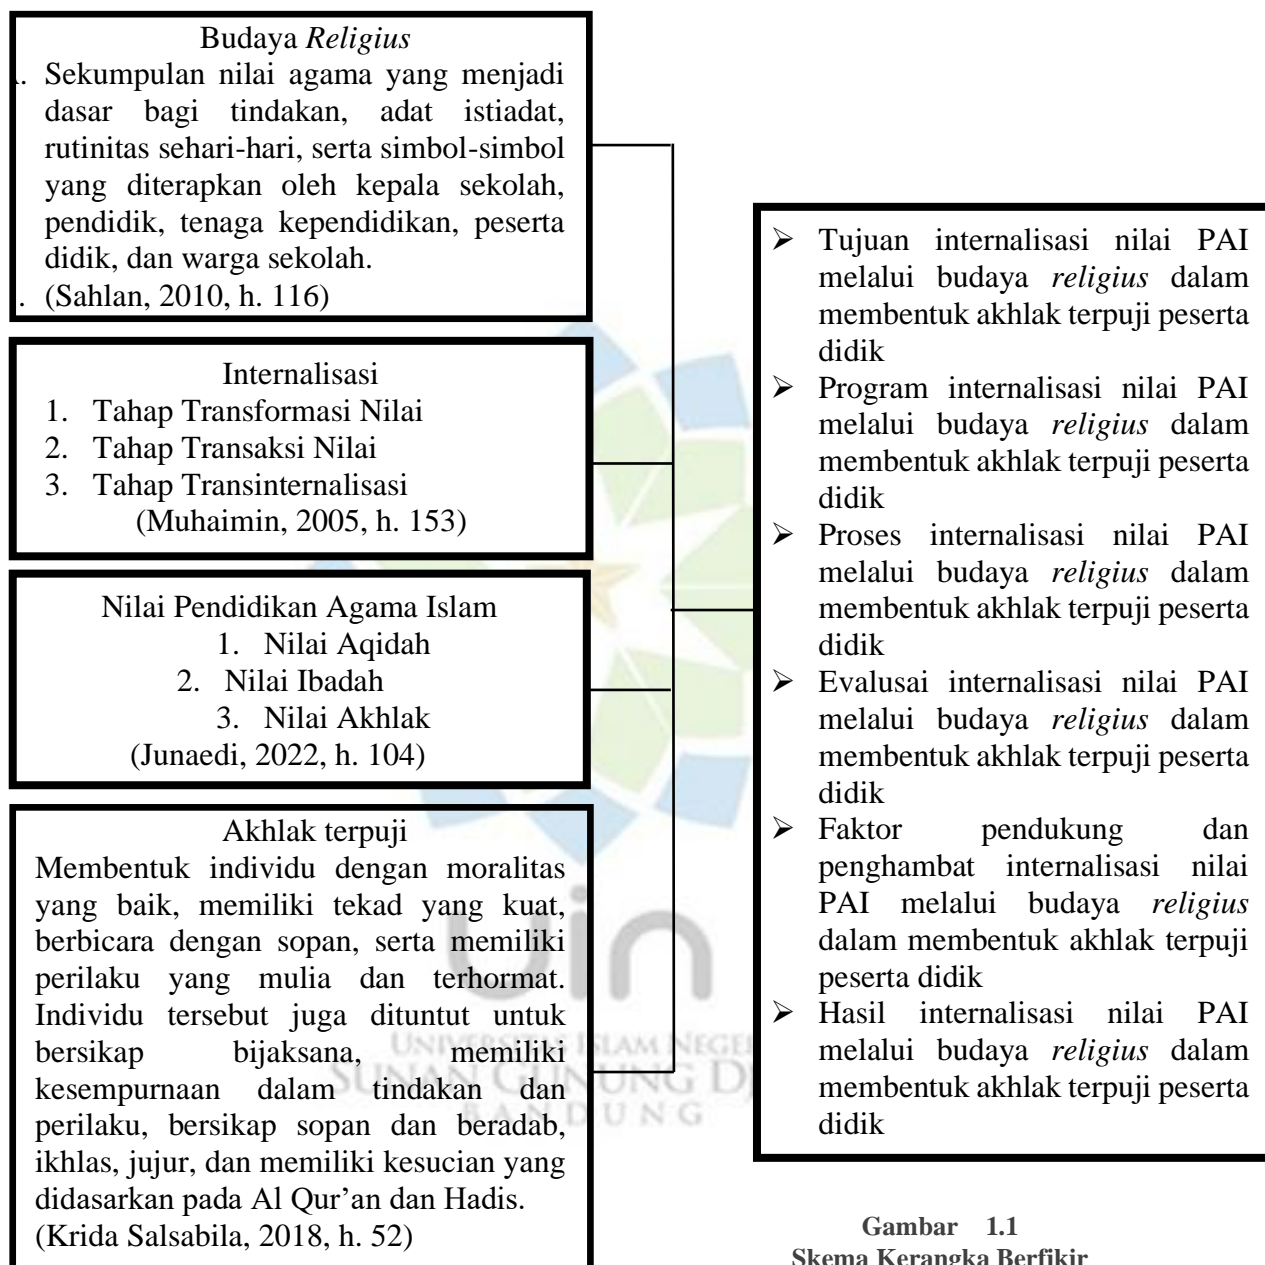 Budaya Religius
. Sekumpulan nilai agama yang menjadi
dasar bagi tindakan, adat istiadat,
rutinitas sehari-hari, serta simbol-simbol
yang diterapkan oleh kepala sekolah,
pendidik, tenaga kependidikan, peserta
didik, dan warga sekolah.
. (Sahlan, 2010, h. 116)
Internalisasi
1. Tahap Transformasi Nilai
2. Tahap Transaksi Nilai
3. Tahap Transinternalisasi
(Muhaimin, 2005, h. 153)
Nilai Pendidikan Agama Islam
1. Nilai Aqidah
2. Nilai Ibadah
3. Nilai Akhlak
(Junaedi, 2022, h. 104)
Akhlak terpuji
Membentuk individu dengan moralitas
yang baik, memiliki tekad yang kuat,
berbicara dengan sopan, serta memiliki
perilaku yang mulia dan terhormat.
Individu tersebut juga dituntut untuk
bersikap bijaksana, memiliki
kesempurnaan dalam tindakan dan
perilaku, bersikap sopan dan beradab,
ikhlas, jujur, dan memiliki kesucian yang
didasarkan pada Al Qur’an dan Hadis.
(Krida Salsabila, 2018, h. 52)
➢ Tujuan internalisasi nilai PAI
melalui budaya religius dalam
membentuk akhlak terpuji peserta
didik
➢ Program internalisasi nilai PAI
melalui budaya religius dalam
membentuk akhlak terpuji peserta
didik
➢ Proses internalisasi nilai PAI
melalui budaya religius dalam
membentuk akhlak terpuji peserta
didik
➢ Evalusai internalisasi nilai PAI
melalui budaya religius dalam
membentuk akhlak terpuji peserta
didik
➢ Faktor pendukung dan
penghambat internalisasi nilai
PAI melalui budaya religius
dalam membentuk akhlak terpuji
peserta didik
➢ Hasil internalisasi nilai PAI
melalui budaya religius dalam
membentuk akhlak terpuji peserta
didik
uin
UNIVERSITAS ISLAM NEGE
SUNAN GUNUNG DJ
BANDUNG
Gambar 1.1
Skema Kerangka Berfikir